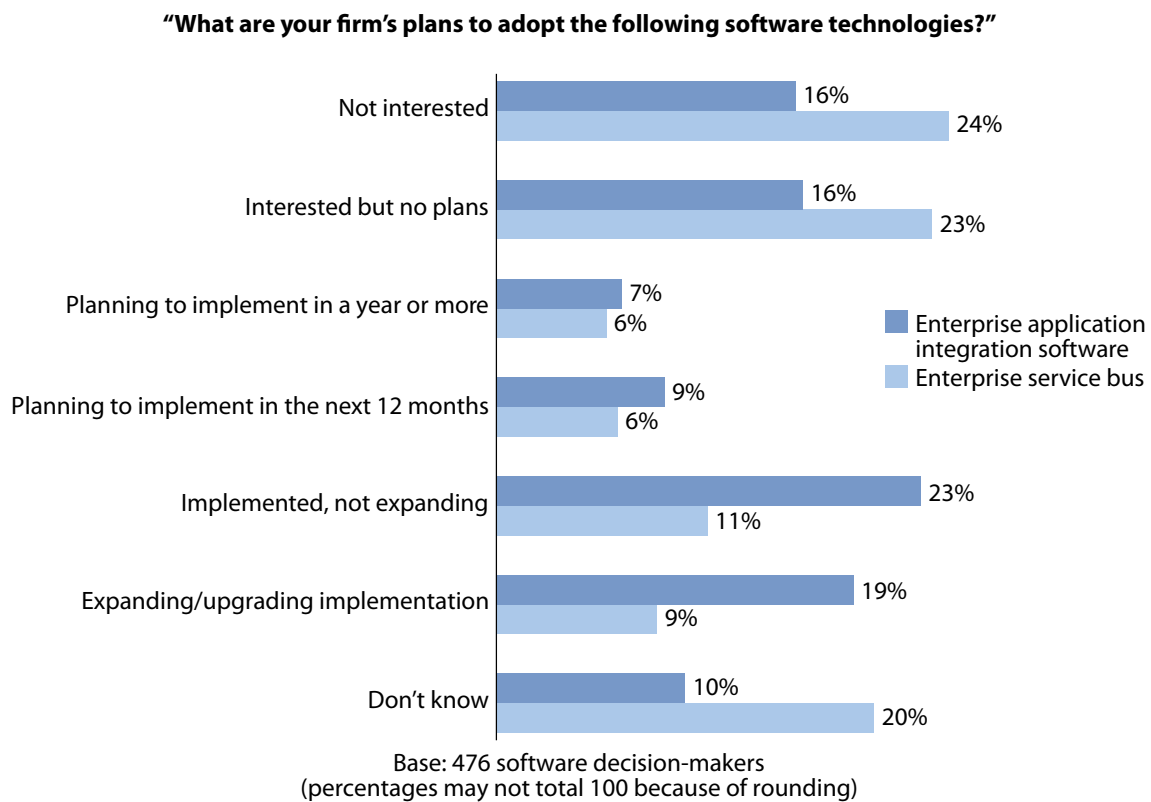 “What are your firm’s plans to adopt the following software technologies?”
Not interested
16%
24%
Interested but no plans
16%
23%
Planning to implement in a year or more
7%
6%
Enterprise application
integration software
Enterprise service bus
Planning to implement in the next 12 months
9%
6%
Implemented, not expanding
23%
11%
Expanding/upgrading implementation
19%
9%
Don’t know
10%
20%
Base: 476 software decision-makers
(percentages may not total 100 because of rounding)